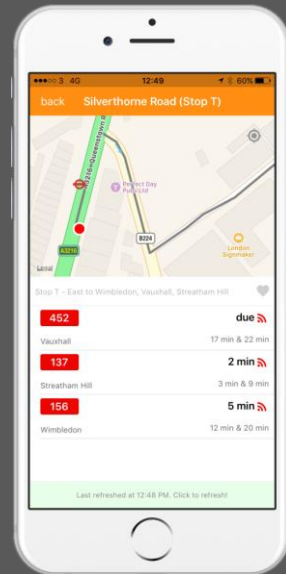 3 4G 12:49 60%
back Silverthorne Road (Stop T)
A3216=Queenstown R
Perfect Day
B224
A3216
London
Signmaker
Legal
Stop T - East to Wimbledon, Vauxhall, Streatham Hill
452 due
Vauxhall 17 min & 22 min
137 2 min
Streatham Hill 3 min & 9 min
156 5 min
Wimbledon 12 min & 20 min
Last refreshed at 12:48 PM. Click to refresh!